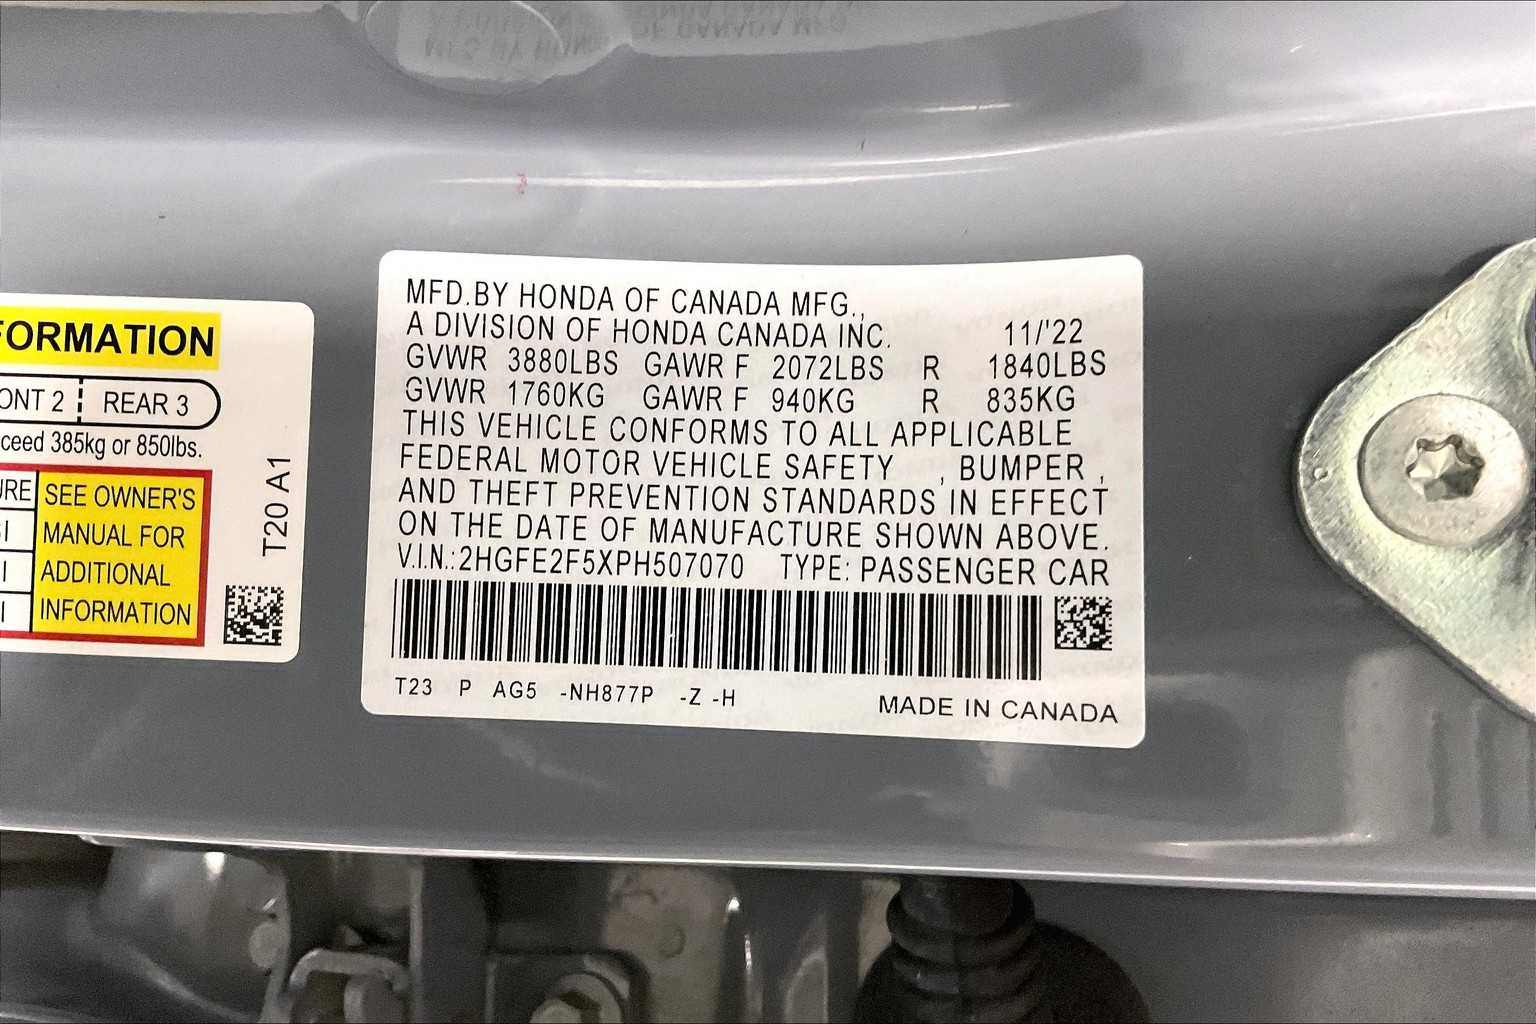 FORMATION
ONT 2 REAR 3
ceed 385kg or 850lbs.
URE SEE OWNER'S
SI MANUAL FOR
I ADDITIONAL
I INFORMATION
T20 A1
MFD.BY HONDA OF CANADA MFG.,
A DIVISION OF HONDA CANADA INC. 11/'22
GVWR 3880LBS GAWR F 2072LBS R 1840LBS
GVWR 1760KG GAWR F 940KG R 835KG
THIS VEHICLE CONFORMS TO ALL APPLICABLE
FEDERAL MOTOR VEHICLE SAFETY , BUMPER ,
AND THEFT PREVENTION STANDARDS IN EFFECT
ON THE DATE OF MANUFACTURE SHOWN ABOVE.
V.I.N.:2HGFE2F5XPH507070 TYPE: PASSENGER CAR
T23 P AG5 -NH877P -Z -H
MADE IN CANADA